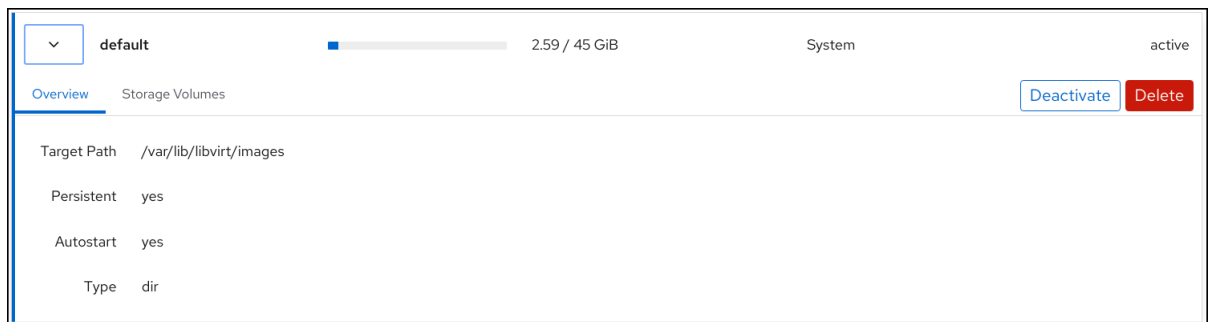 default 2.59 / 45 GiB System active
Overview Storage Volumes Deactivate Delete
Target Path /var/lib/libvirt/images
Persistent yes
Autostart yes
Type dir